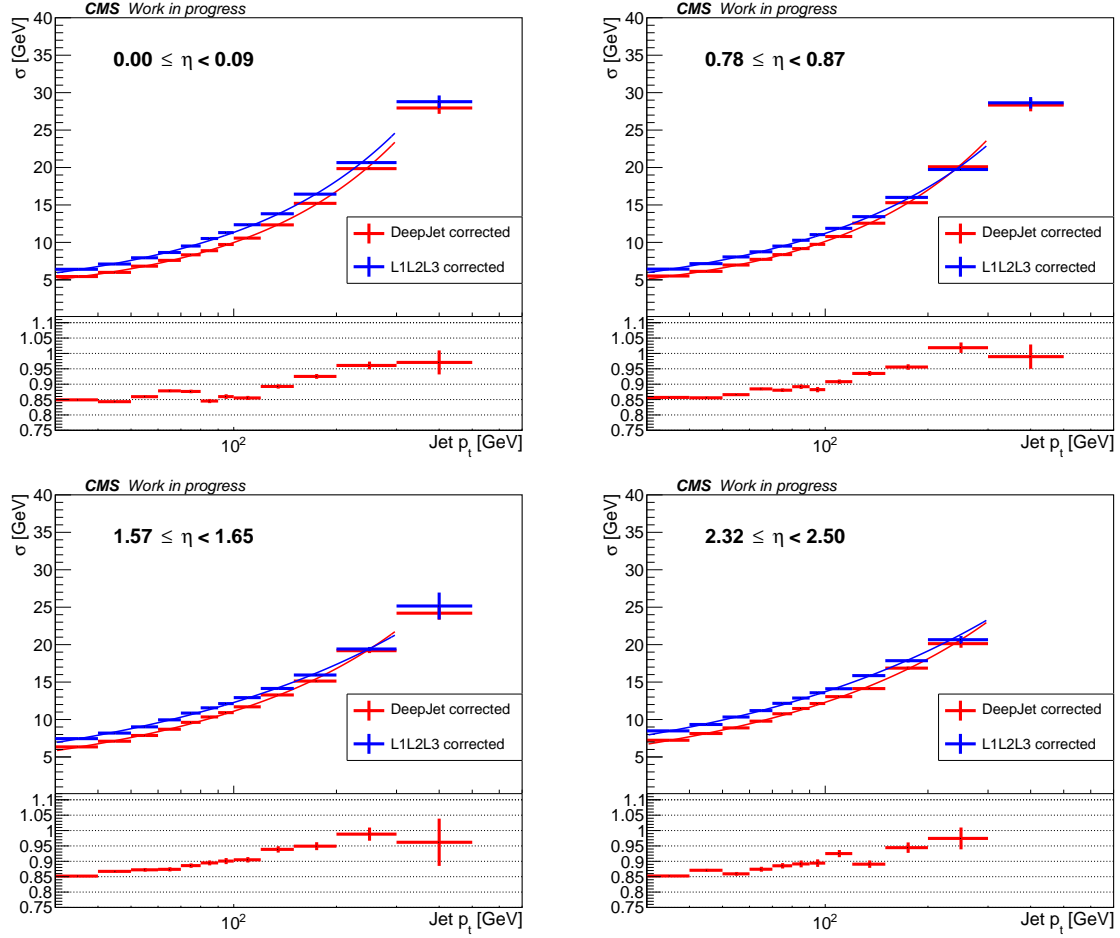 CMS Work in progress
σ [GeV]
40
35
30
25
20
15
10
5
0.00 ≤ η < 0.09
DeepJet corrected
L1L2L3 corrected
1.1
1.05
1
0.95
0.9
0.85
0.8
0.75
10²
Jet p_t [GeV]
CMS Work in progress
σ [GeV]
40
35
30
25
20
15
10
5
0.78 ≤ η < 0.87
DeepJet corrected
L1L2L3 corrected
1.1
1.05
1
0.95
0.9
0.85
0.8
0.75
10²
Jet p_t [GeV]
CMS Work in progress
σ [GeV]
40
35
30
25
20
15
10
5
1.57 ≤ η < 1.65
DeepJet corrected
L1L2L3 corrected
1.1
1.05
1
0.95
0.9
0.85
0.8
0.75
10²
Jet p_t [GeV]
CMS Work in progress
σ [GeV]
40
35
30
25
20
15
10
5
2.32 ≤ η < 2.50
DeepJet corrected
L1L2L3 corrected
1.1
1.05
1
0.95
0.9
0.85
0.8
0.75
10²
Jet p_t [GeV]